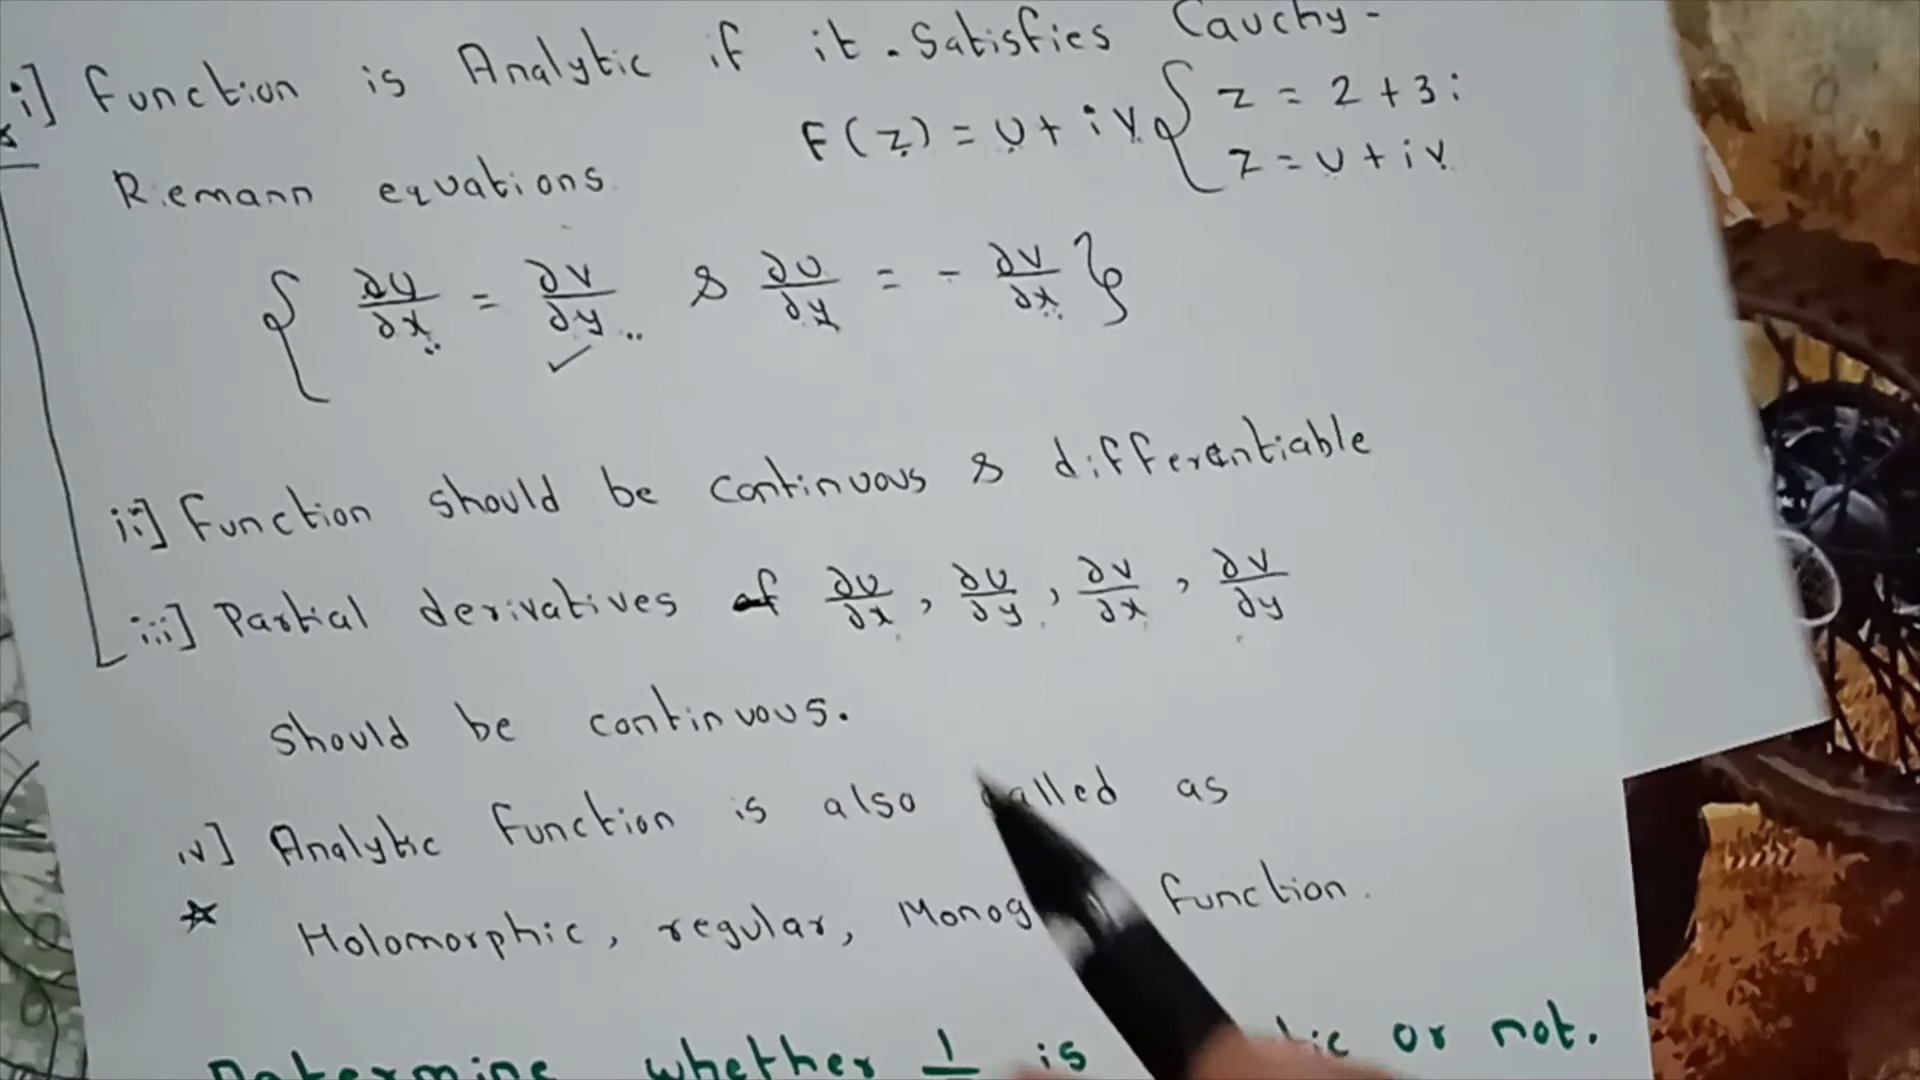 i] Function is Analytic if it satisfies Cauchy-
Riemann equations
F(z) = U + iV { z = 2 + 3i
z = U + iV
{ ∂U/∂x = ∂V/∂y & ∂U/∂y = - ∂V/∂x }
ii] Function should be continuous & differentiable
iii] Partial derivatives of ∂U/∂x , ∂U/∂y , ∂V/∂x , ∂V/∂y
should be continuous.
iv] Analytic Function is also called as
☆ Holomorphic, regular, Function.
Determine whether is or not.